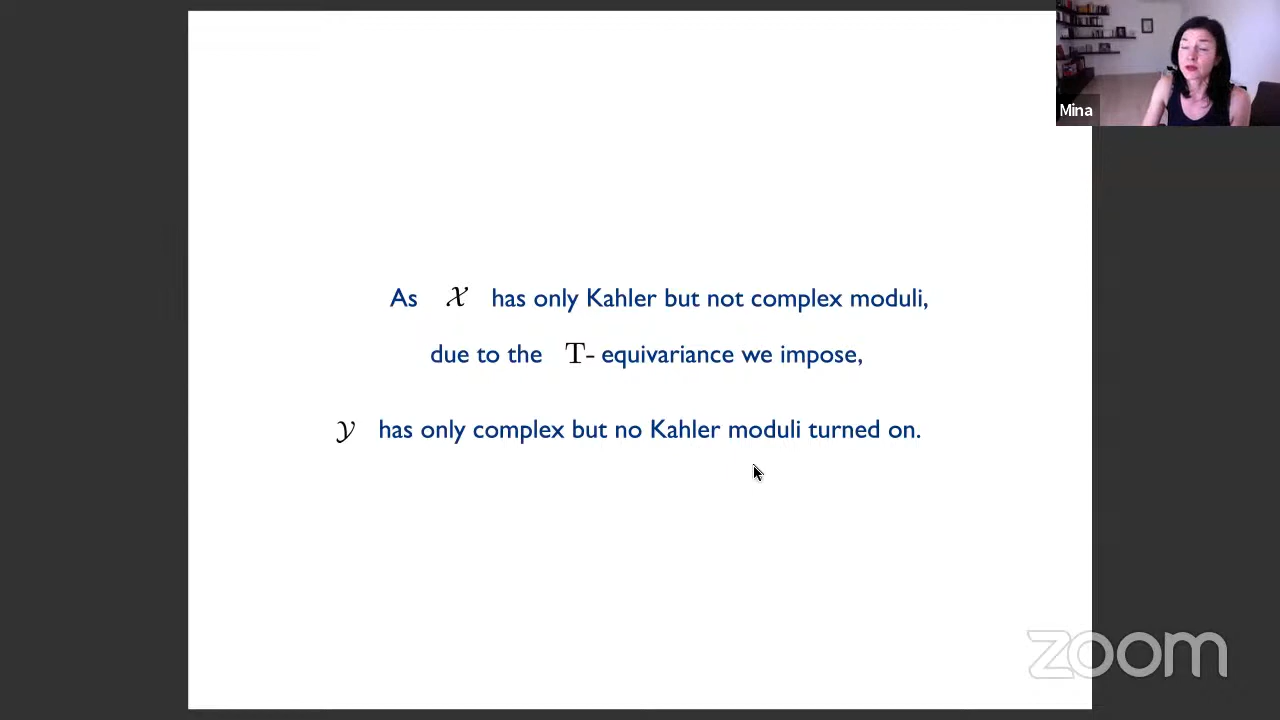 Mina
As 𝒳 has only Kahler but not complex moduli,
due to the T- equivariance we impose,
𝒴 has only complex but no Kahler moduli turned on.
zoom